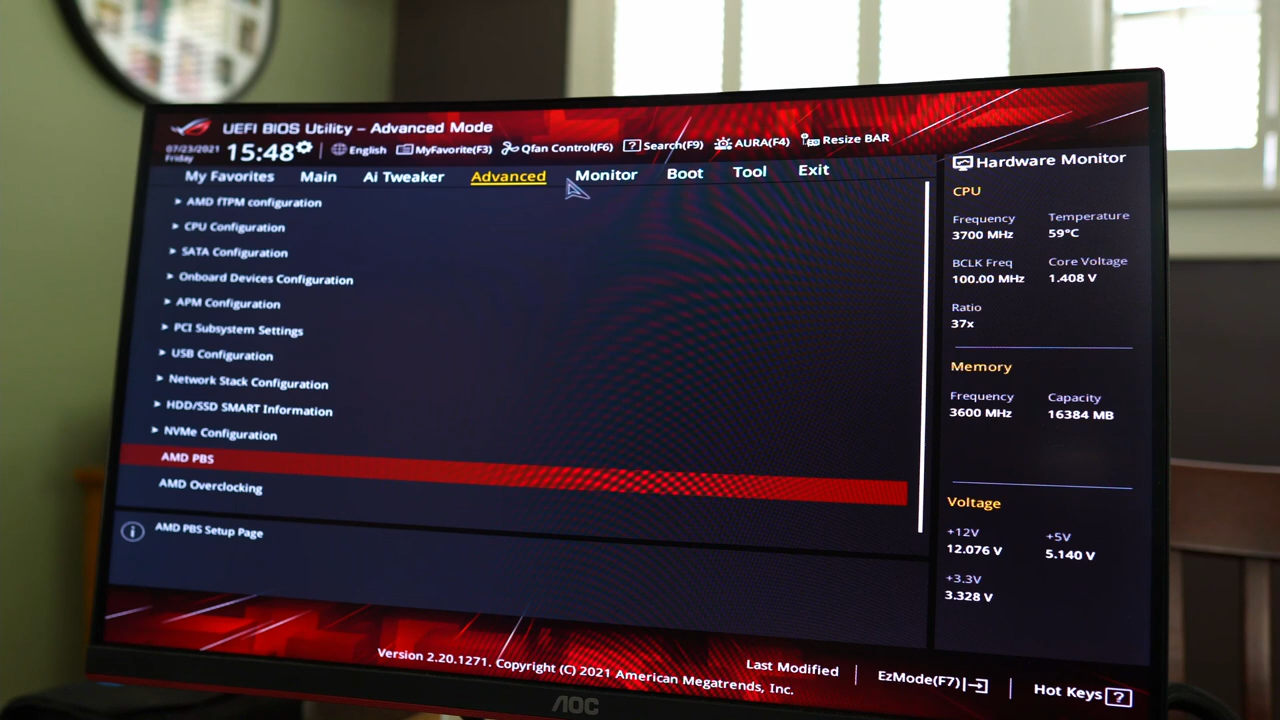 UEFI BIOS Utility – Advanced Mode
07/23/2021
Friday
15:48
English
MyFavorite(F3)
Qfan Control(F6)
? Search(F9)
AURA(F4)
Resize BAR
My Favorites Main Ai Tweaker Advanced Monitor Boot Tool Exit
AMD fTPM configuration
CPU Configuration
SATA Configuration
Onboard Devices Configuration
APM Configuration
PCI Subsystem Settings
USB Configuration
Network Stack Configuration
HDD/SSD SMART Information
NVMe Configuration
AMD PBS
AMD Overclocking
i AMD PBS Setup Page
Hardware Monitor
CPU
Frequency Temperature
3700 MHz 59°C
BCLK Freq Core Voltage
100.00 MHz 1.408 V
Ratio
37x
Memory
Frequency Capacity
3600 MHz 16384 MB
Voltage
+12V +5V
12.076 V 5.140 V
+3.3V
3.328 V
Last Modified EzMode(F7) Hot Keys ?
Version 2.20.1271. Copyright (C) 2021 American Megatrends, Inc.
AOC